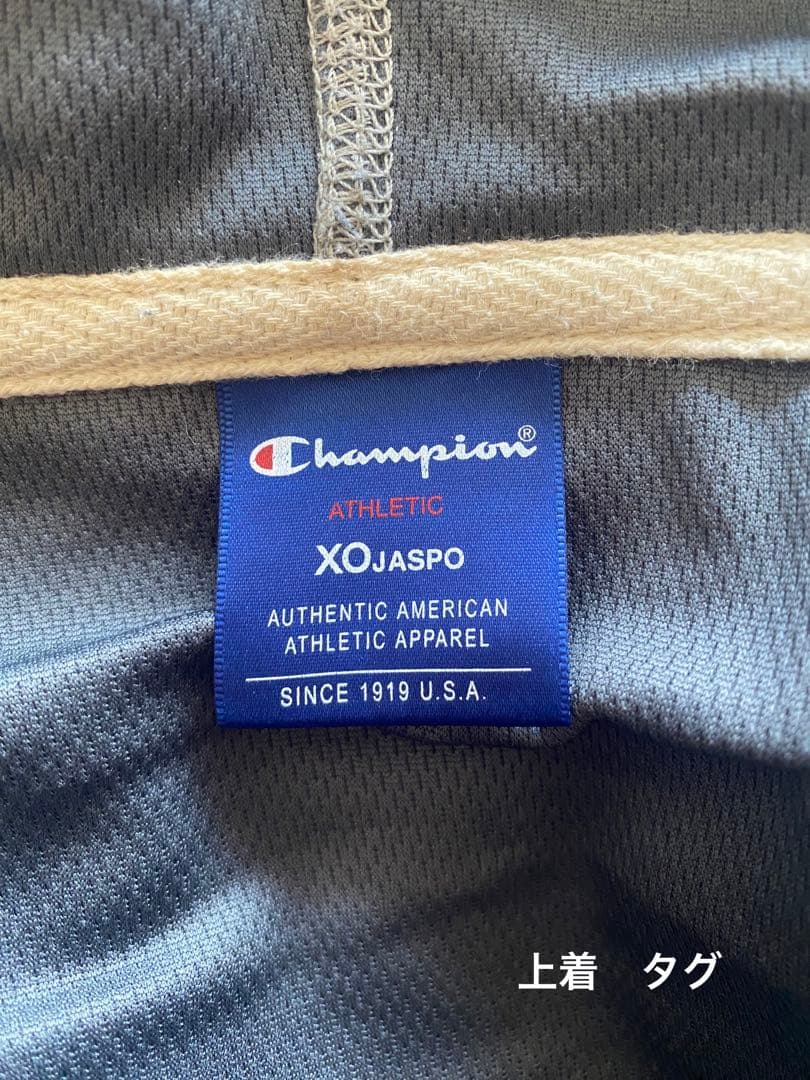 Champion®
ATHLETIC
XOJASPO
AUTHENTIC AMERICAN
ATHLETIC APPAREL
SINCE 1919 U.S.A.
上着　タグ